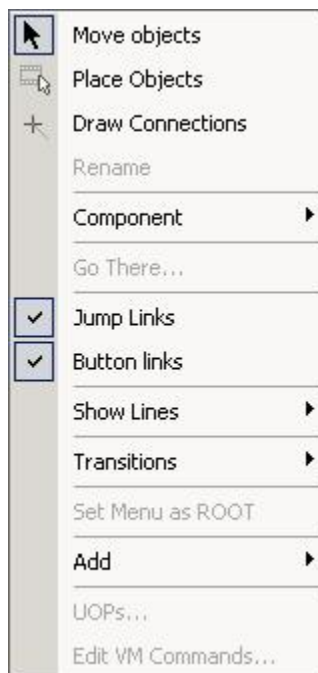 Move objects
Place Objects
Draw Connections
Rename
Component
Go There...
Jump Links
Button links
Show Lines
Transitions
Set Menu as ROOT
Add
UOPs...
Edit VM Commands...